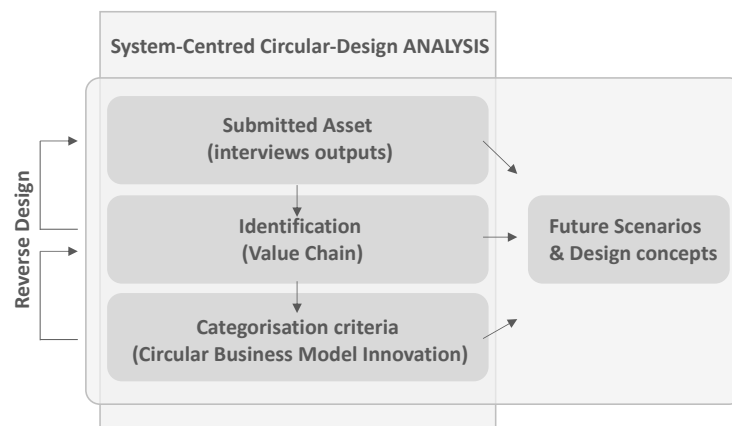 System-Centred Circular-Design ANALYSIS
Submitted Asset
(interviews outputs)
Identification
(Value Chain)
Categorisation criteria
(Circular Business Model Innovation)
Reverse Design
Future Scenarios
& Design concepts